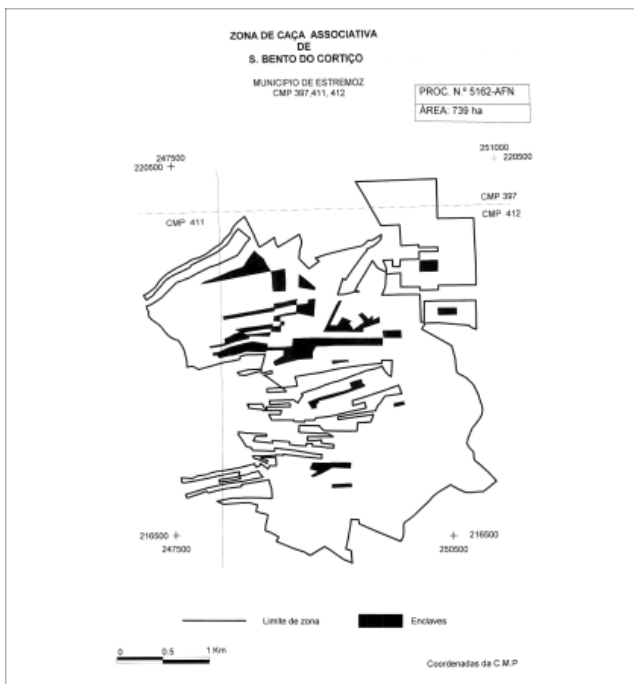 ZONA DE CAÇA ASSOCIATIVA
DE
S. BENTO DO CORTIÇO
MUNICIPIO DE ESTREMOZ
CMP 397,411, 412
PROC. N.º 5162-AFN
ÁREA: 739 ha
247500
220500
251000
220500
CMP 397
CMP 411
CMP 412
216500
247500
216500
250500
Limite de zona
Enclaves
0 0.5 1 Km
Coordenadas da C.M.P